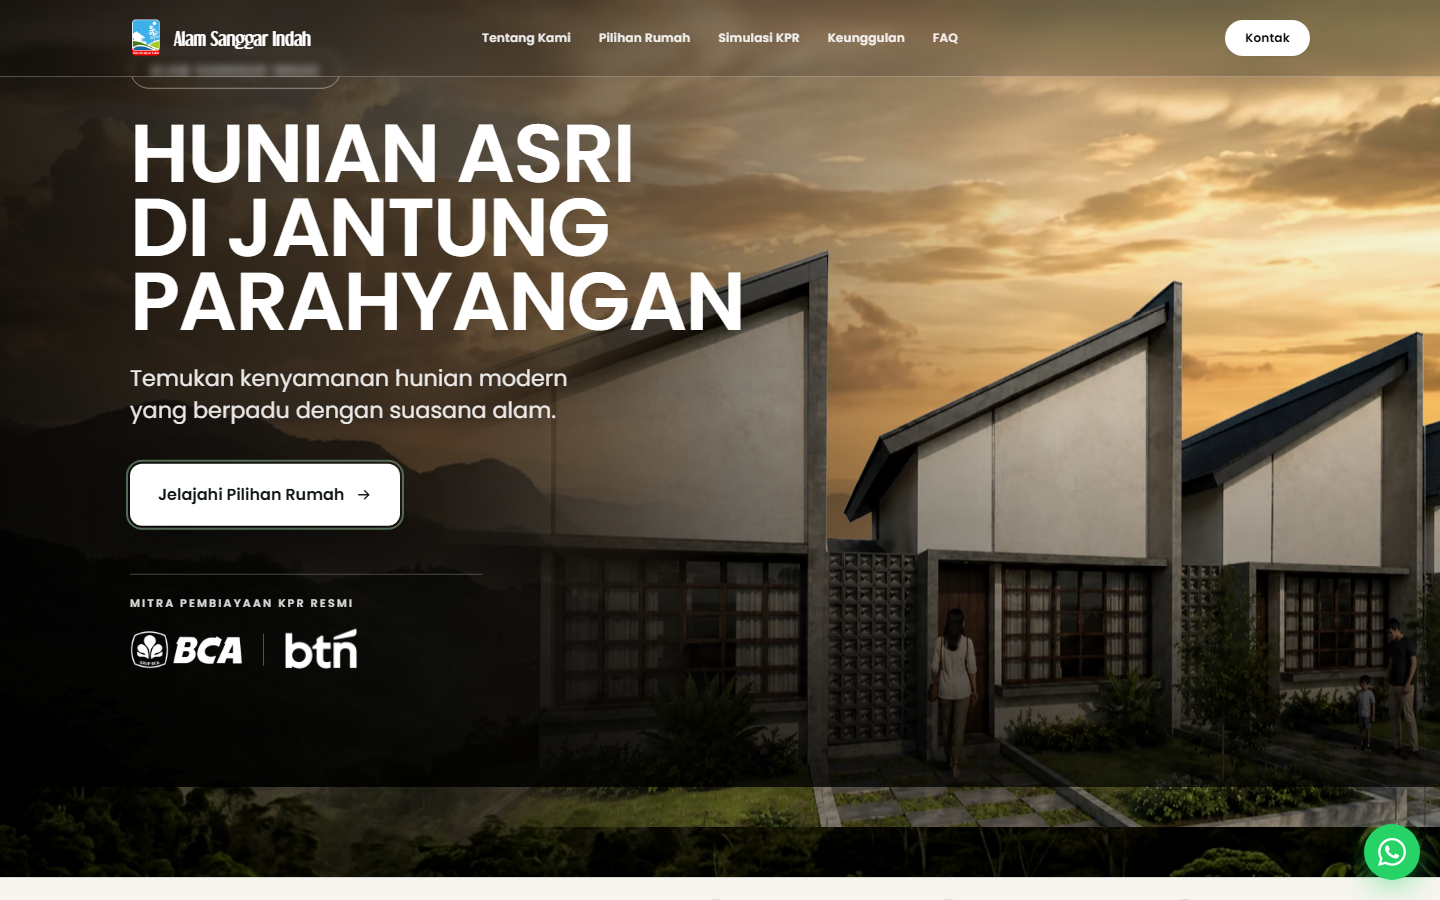 Alam Sanggar Indah
Tentang Kami
Pilihan Rumah
Simulasi KPR
Keunggulan
FAQ
Kontak
HUNIAN ASRI
DI JANTUNG
PARAHYANGAN
Temukan kenyamanan hunian modern
yang berpadu dengan suasana alam.
Jelajahi Pilihan Rumah →
MITRA PEMBIAYAAN KPR RESMI
BCA
btn